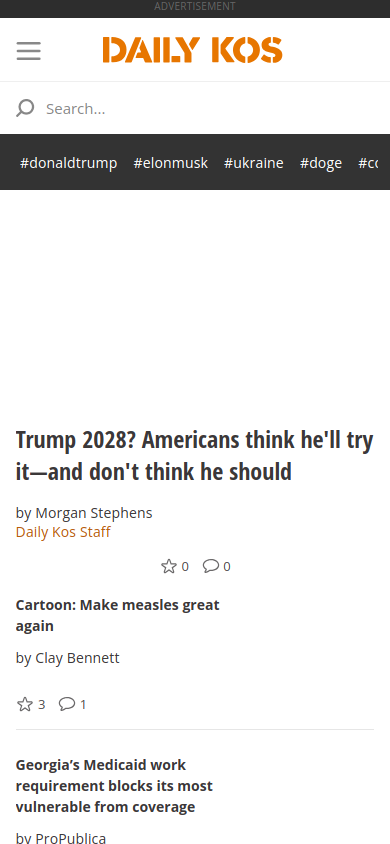 ADVERTISEMENT
DAILY KOS
Search...
#donaldtrump #elonmusk #ukraine #doge #co
Trump 2028? Americans think he'll try
it—and don't think he should
by Morgan Stephens
Daily Kos Staff
0 0
Cartoon: Make measles great
again
by Clay Bennett
3 1
Georgia’s Medicaid work
requirement blocks its most
vulnerable from coverage
by ProPublica